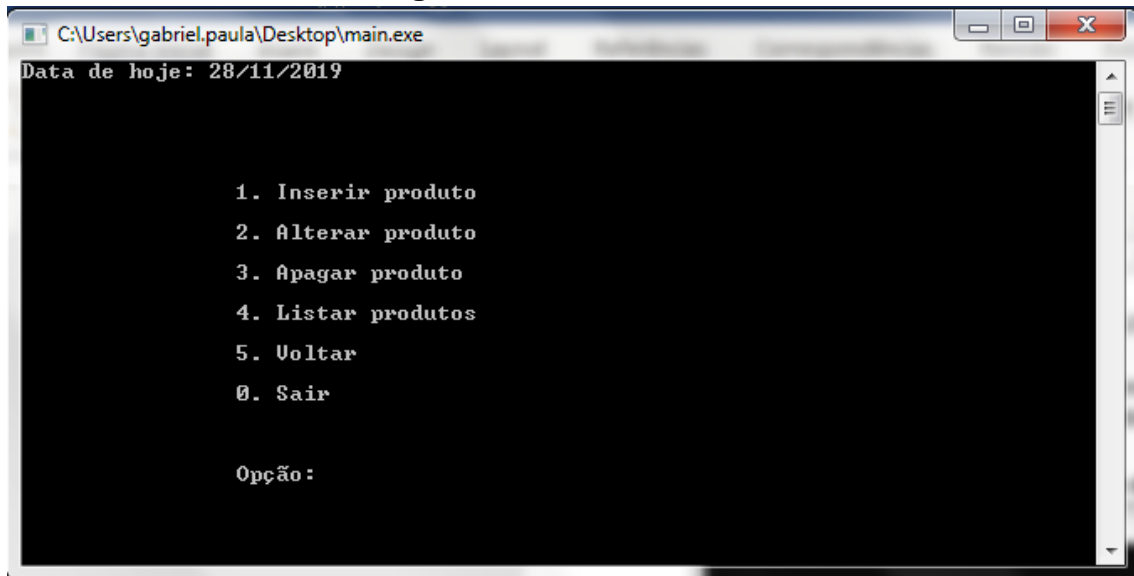 C:\Users\gabriel.paula\Desktop\main.exe
Data de hoje: 28/11/2019
1. Inserir produto
2. Alterar produto
3. Apagar produto
4. Listar produtos
5. Voltar
0. Sair
Opção: